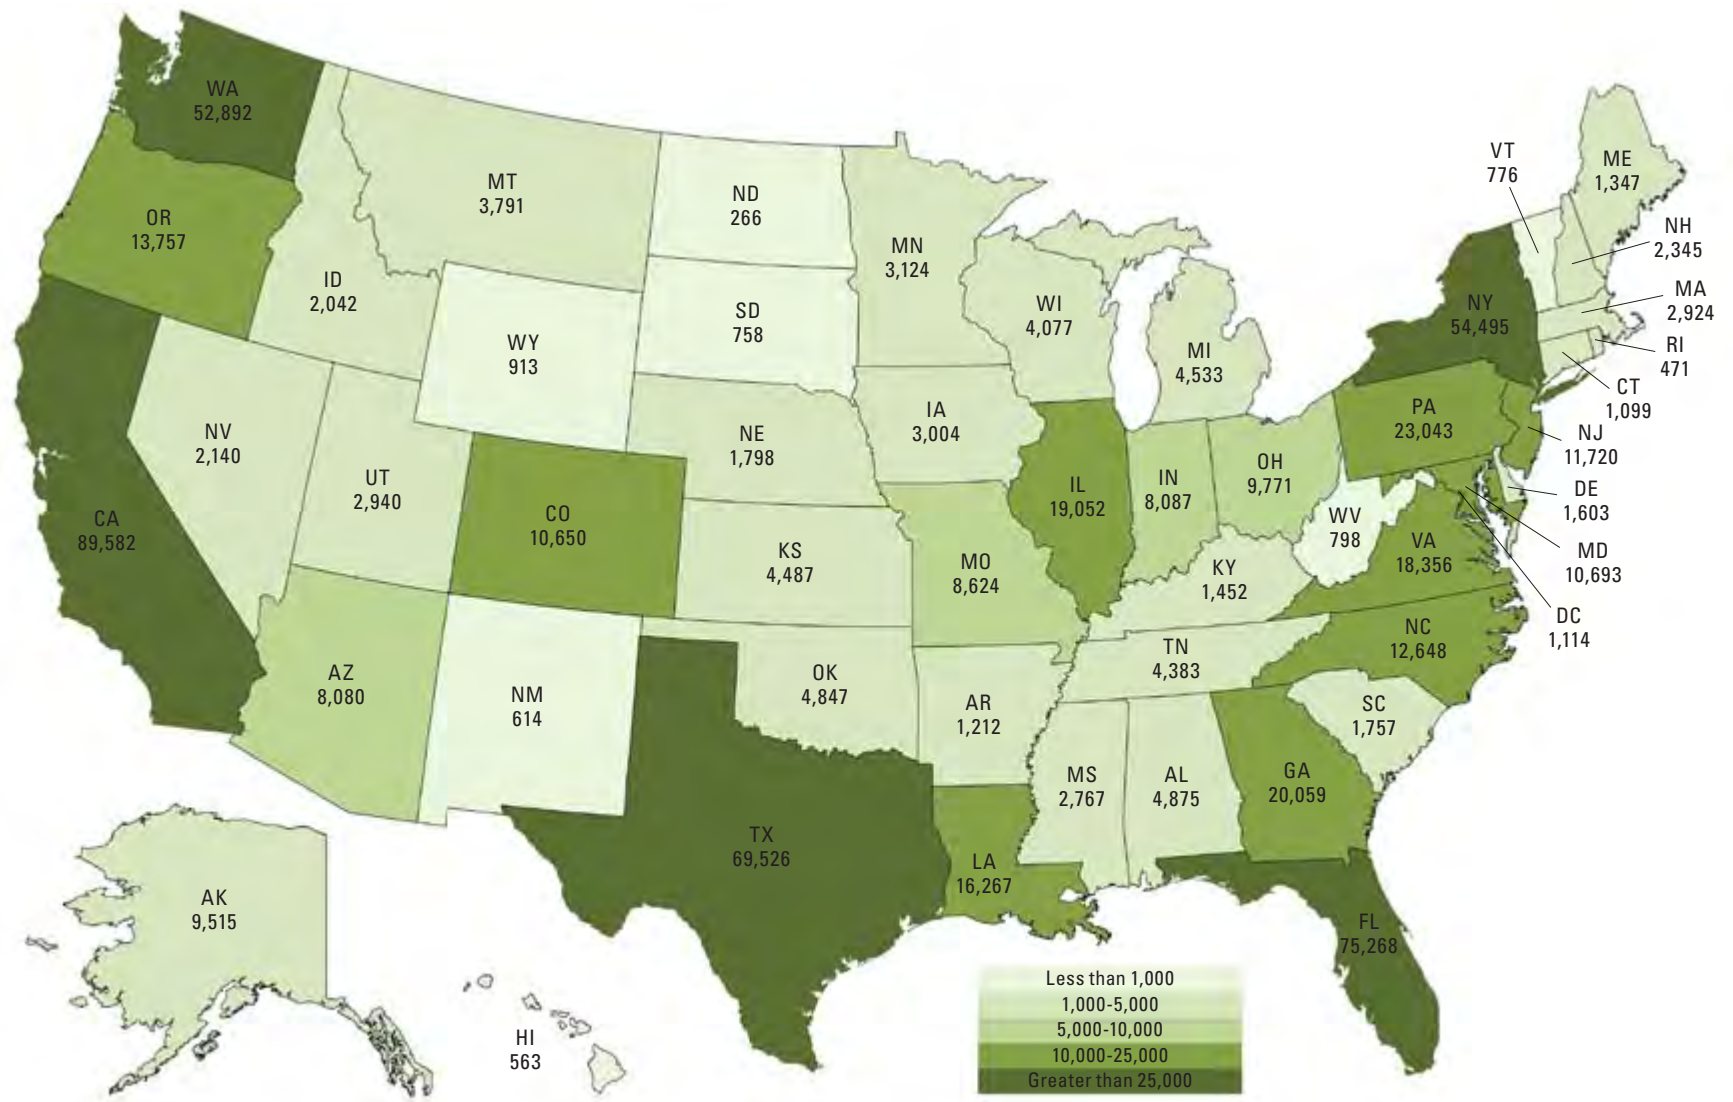 WA
52,892
OR
13,757
CA
89,582
NV
2,140
ID
2,042
MT
3,791
WY
913
UT
2,940
AZ
8,080
CO
10,650
NM
614
ND
266
SD
758
NE
1,798
KS
4,487
OK
4,847
TX
69,526
MN
3,124
IA
3,004
MO
8,624
AR
1,212
LA
16,267
WI
4,077
IL
19,052
MI
4,533
IN
8,087
OH
9,771
KY
1,452
TN
4,383
MS
2,767
AL
4,875
GA
20,059
FL
75,268
SC
1,757
NC
12,648
VA
18,356
WV
798
PA
23,043
NY
54,495
VT
776
ME
1,347
NH
2,345
MA
2,924
RI
471
CT
1,099
NJ
11,720
DE
1,603
MD
10,693
DC
1,114
AK
9,515
HI
563
Less than 1,000
1,000-5,000
5,000-10,000
10,000-25,000
Greater than 25,000